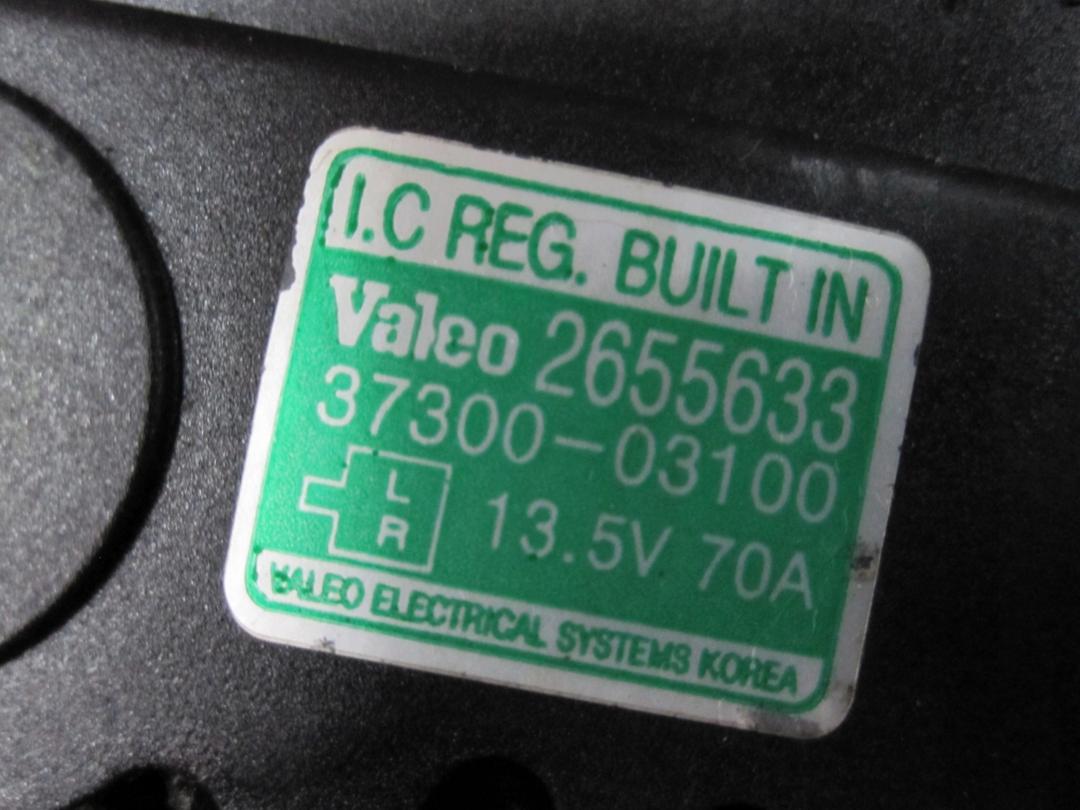 I.C REG. BUILT IN
Valeo 2655633
37300-03100
L
R
13.5V 70A
VALEO ELECTRICAL SYSTEMS KOREA